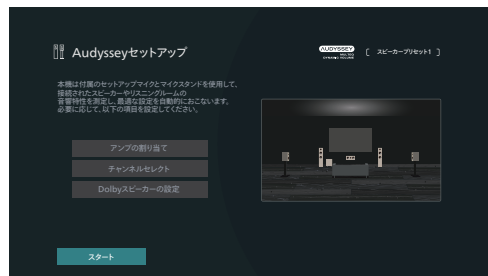 Audysseyセットアップ
AUDYSSEY
MULTEQ
DYNAMIC VOLUME
[ スピーカープリセット1 ]
本機は付属のセットアップマイクとマイクスタンドを使用して、
接続されたスピーカーやリスニングルームの
音響特性を測定し、最適な設定を自動的におこないます。
必要に応じて、以下の項目を設定してください。
アンプの割り当て
チャンネルセレクト
Dolbyスピーカーの設定
スタート